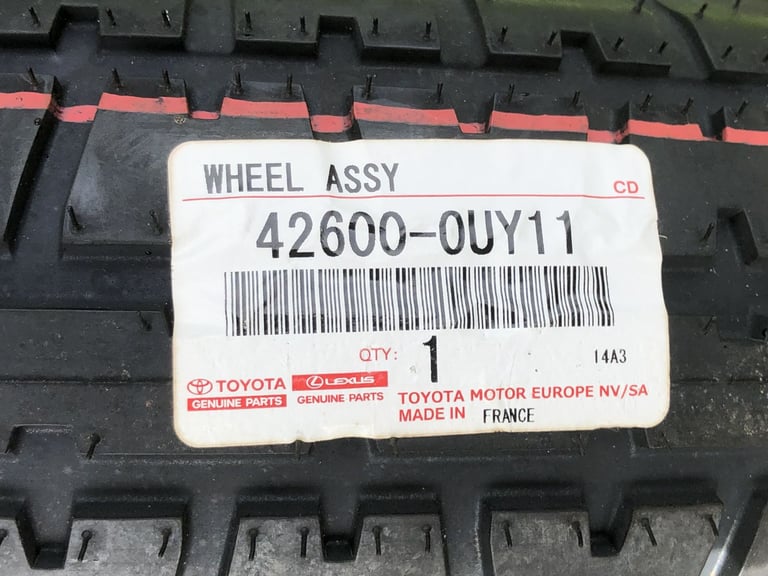 WHEEL ASSY
CD
42600-0UY11
QTY: 1
14A3
TOYOTA
GENUINE PARTS
LEXUS
GENUINE PARTS
TOYOTA MOTOR EUROPE NV/SA
MADE IN FRANCE